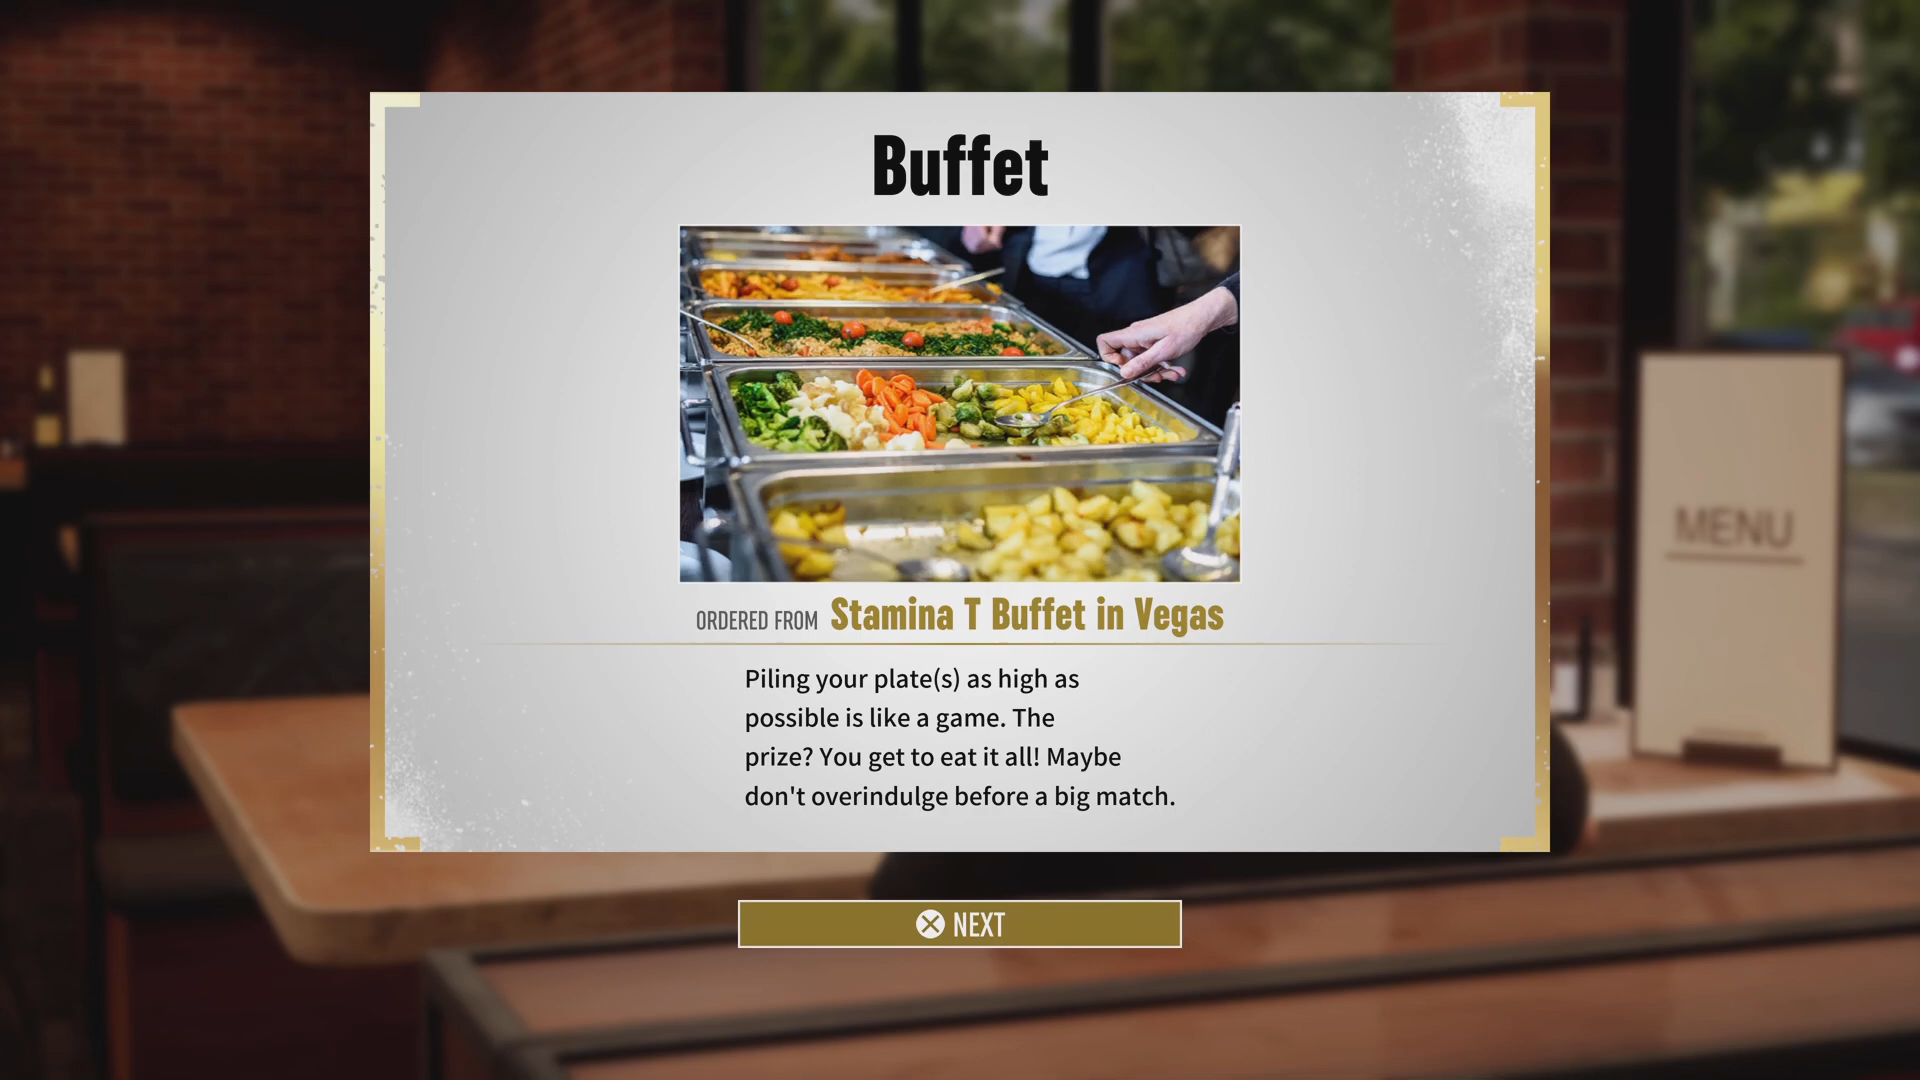 Buffet
ORDERED FROM Stamina T Buffet in Vegas
Piling your plate(s) as high as
possible is like a game. The
prize? You get to eat it all! Maybe
don't overindulge before a big match.
MENU
NEXT